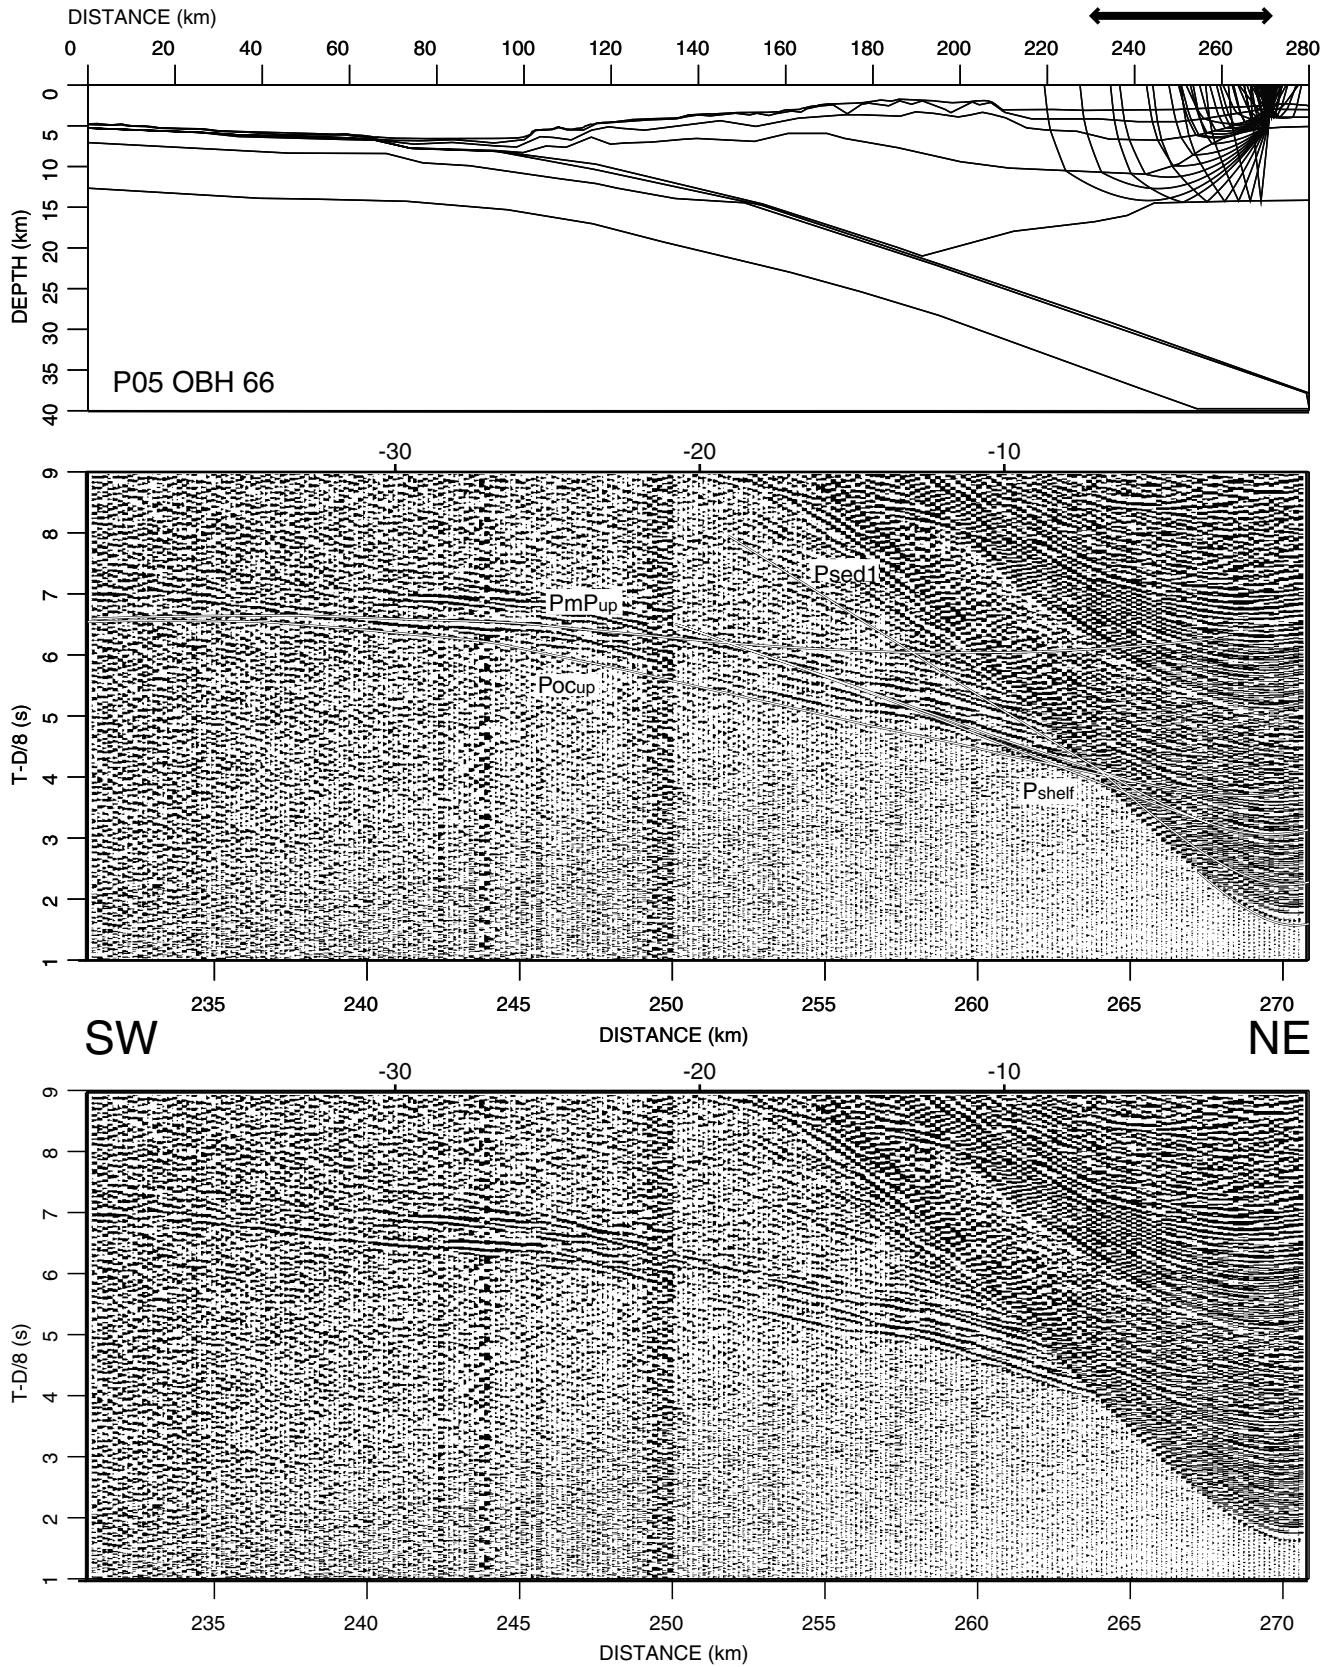 DISTANCE (km)
0 20 40 60 80 100 120 140 160 180 200 220 240 260 280
0
5
10
15
20
25
30
35
40
DEPTH (km)
P05 OBH 66
-30 -20 -10
9
8
7
6
5
4
3
2
1
T-D/8 (s)
Psed1
PmPup
Pocup
Pshelf
235 240 245 250 255 260 265 270
DISTANCE (km)
SW NE
-30 -20 -10
9
8
7
6
5
4
3
2
1
T-D/8 (s)
235 240 245 250 255 260 265 270
DISTANCE (km)